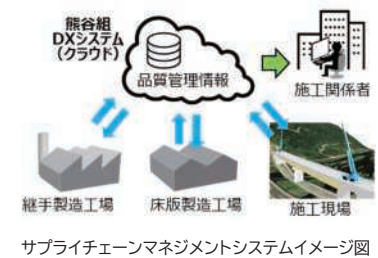 熊谷組
DXシステム
(クラウド)
品質管理情報
施工関係者
継手製造工場
床版製造工場
施工現場
サプライチェーンマネジメントシステムイメージ図